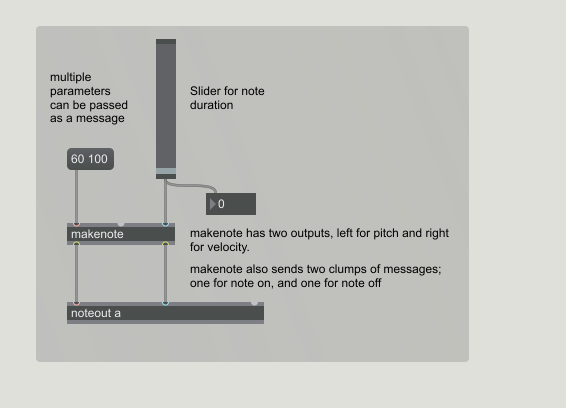 multiple
parameters
can be passed
as a message
Slider for note
duration
60 100
0
makenote
makenote has two outputs, left for pitch and right
for velocity.
makenote also sends two clumps of messages;
one for note on, and one for note off
noteout a